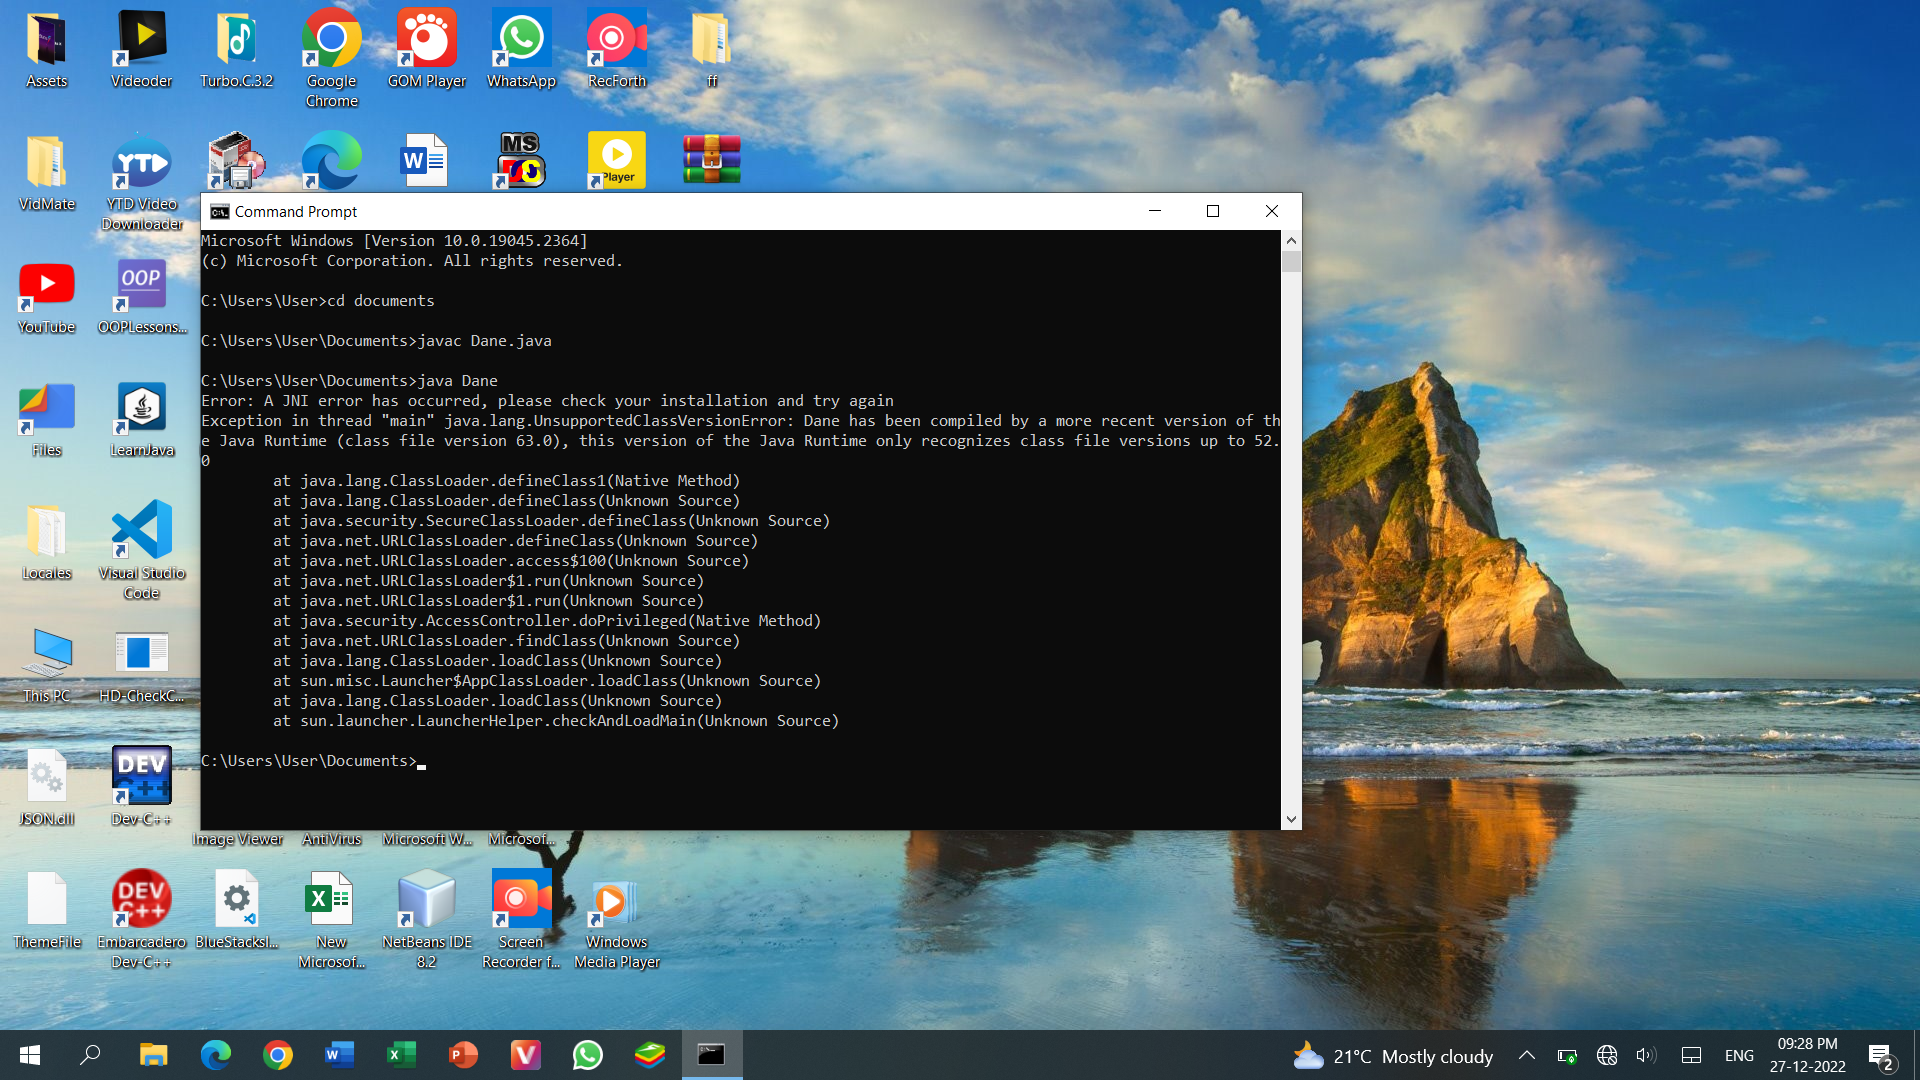 Assets
Videoder
Turbo.C.3.2
Google
Chrome
GOM Player
WhatsApp
RecForth
ff
VidMate
YTD
YTD Video
Downloader
W
MS
Player
YouTube
OOP
OOPLessons...
Files
LearnJava
Locales
Visual Studio
Code
This PC
HD-CheckC...
JSON.dll
DEV
C++
Dev-C++
Image Viewer
AntiVirus
Microsoft W...
Microsof...
ThemeFile
DEV
C++
Embarcadero
Dev-C++
BlueStacksI...
X
New
Microsof...
NetBeans IDE
8.2
Screen
Recorder f...
Windows
Media Player
C:\.
Command Prompt
Microsoft Windows [Version 10.0.19045.2364]
(c) Microsoft Corporation. All rights reserved.
C:\Users\User>cd documents
C:\Users\User\Documents>javac Dane.java
C:\Users\User\Documents>java Dane
Error: A JNI error has occurred, please check your installation and try again
Exception in thread "main" java.lang.UnsupportedClassVersionError: Dane has been compiled by a more recent version of th
e Java Runtime (class file version 63.0), this version of the Java Runtime only recognizes class file versions up to 52.
0
        at java.lang.ClassLoader.defineClass1(Native Method)
        at java.lang.ClassLoader.defineClass(Unknown Source)
        at java.security.SecureClassLoader.defineClass(Unknown Source)
        at java.net.URLClassLoader.defineClass(Unknown Source)
        at java.net.URLClassLoader.access$100(Unknown Source)
        at java.net.URLClassLoader$1.run(Unknown Source)
        at java.net.URLClassLoader$1.run(Unknown Source)
        at java.security.AccessController.doPrivileged(Native Method)
        at java.net.URLClassLoader.findClass(Unknown Source)
        at java.lang.ClassLoader.loadClass(Unknown Source)
        at sun.misc.Launcher$AppClassLoader.loadClass(Unknown Source)
        at java.lang.ClassLoader.loadClass(Unknown Source)
        at sun.launcher.LauncherHelper.checkAndLoadMain(Unknown Source)
C:\Users\User\Documents>
W
X
P
V
21°C Mostly cloudy
ENG
09:28 PM
27-12-2022
2